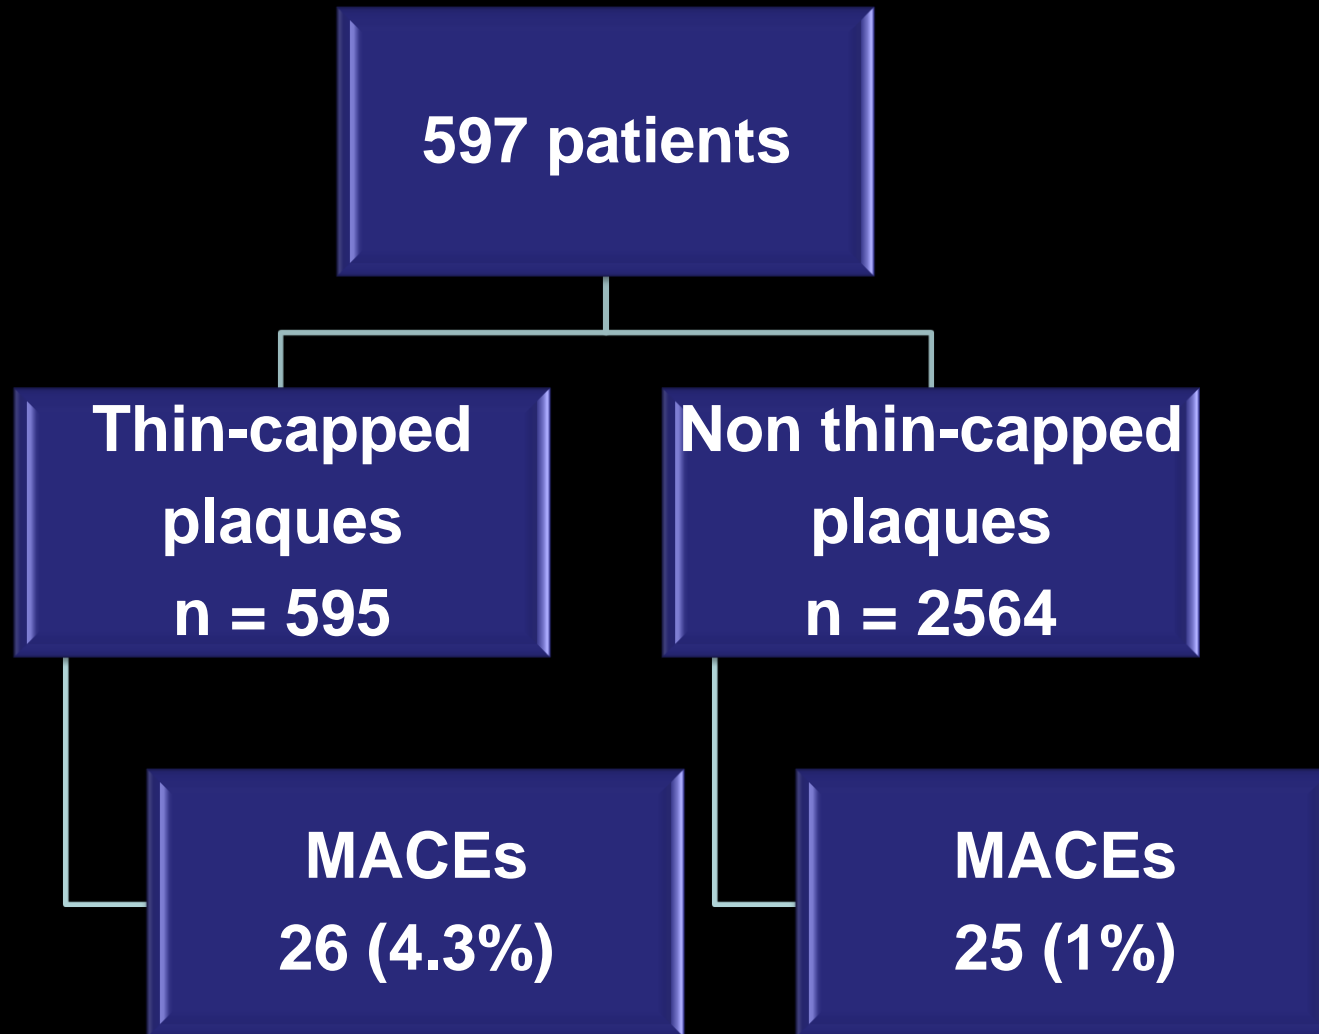 597 patients
Thin-capped
plaques
n = 595
Non thin-capped
plaques
n = 2564
MACEs
26 (4.3%)
MACEs
25 (1%)